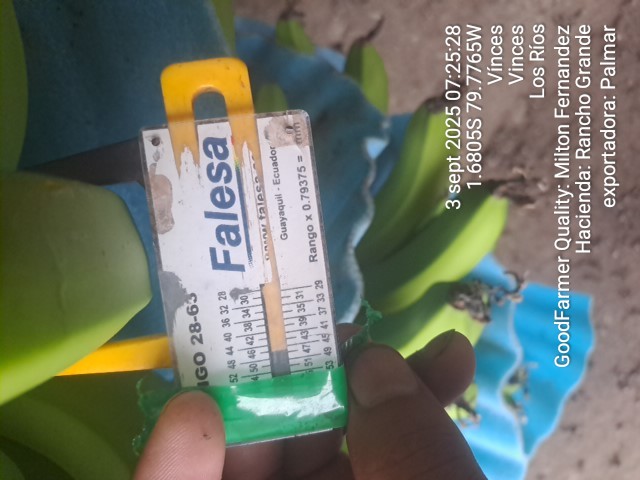 NGO 28-63
52 48 44 40 36 32 28
50 46 42 38 34 30
Falesa
www.falesa
Guayaquil - Ecuador
51 47 43 39 35 31
53 49 45 41 37 33 29
Rango x 0.79375 = mm
3 sept 2025 07:25:28
1.6805S 79.7765W
Vínces
Vinces
Los Ríos
GoodFarmer Quality: Milton Fernandez
Hacienda: Rancho Grande
exportadora: Palmar